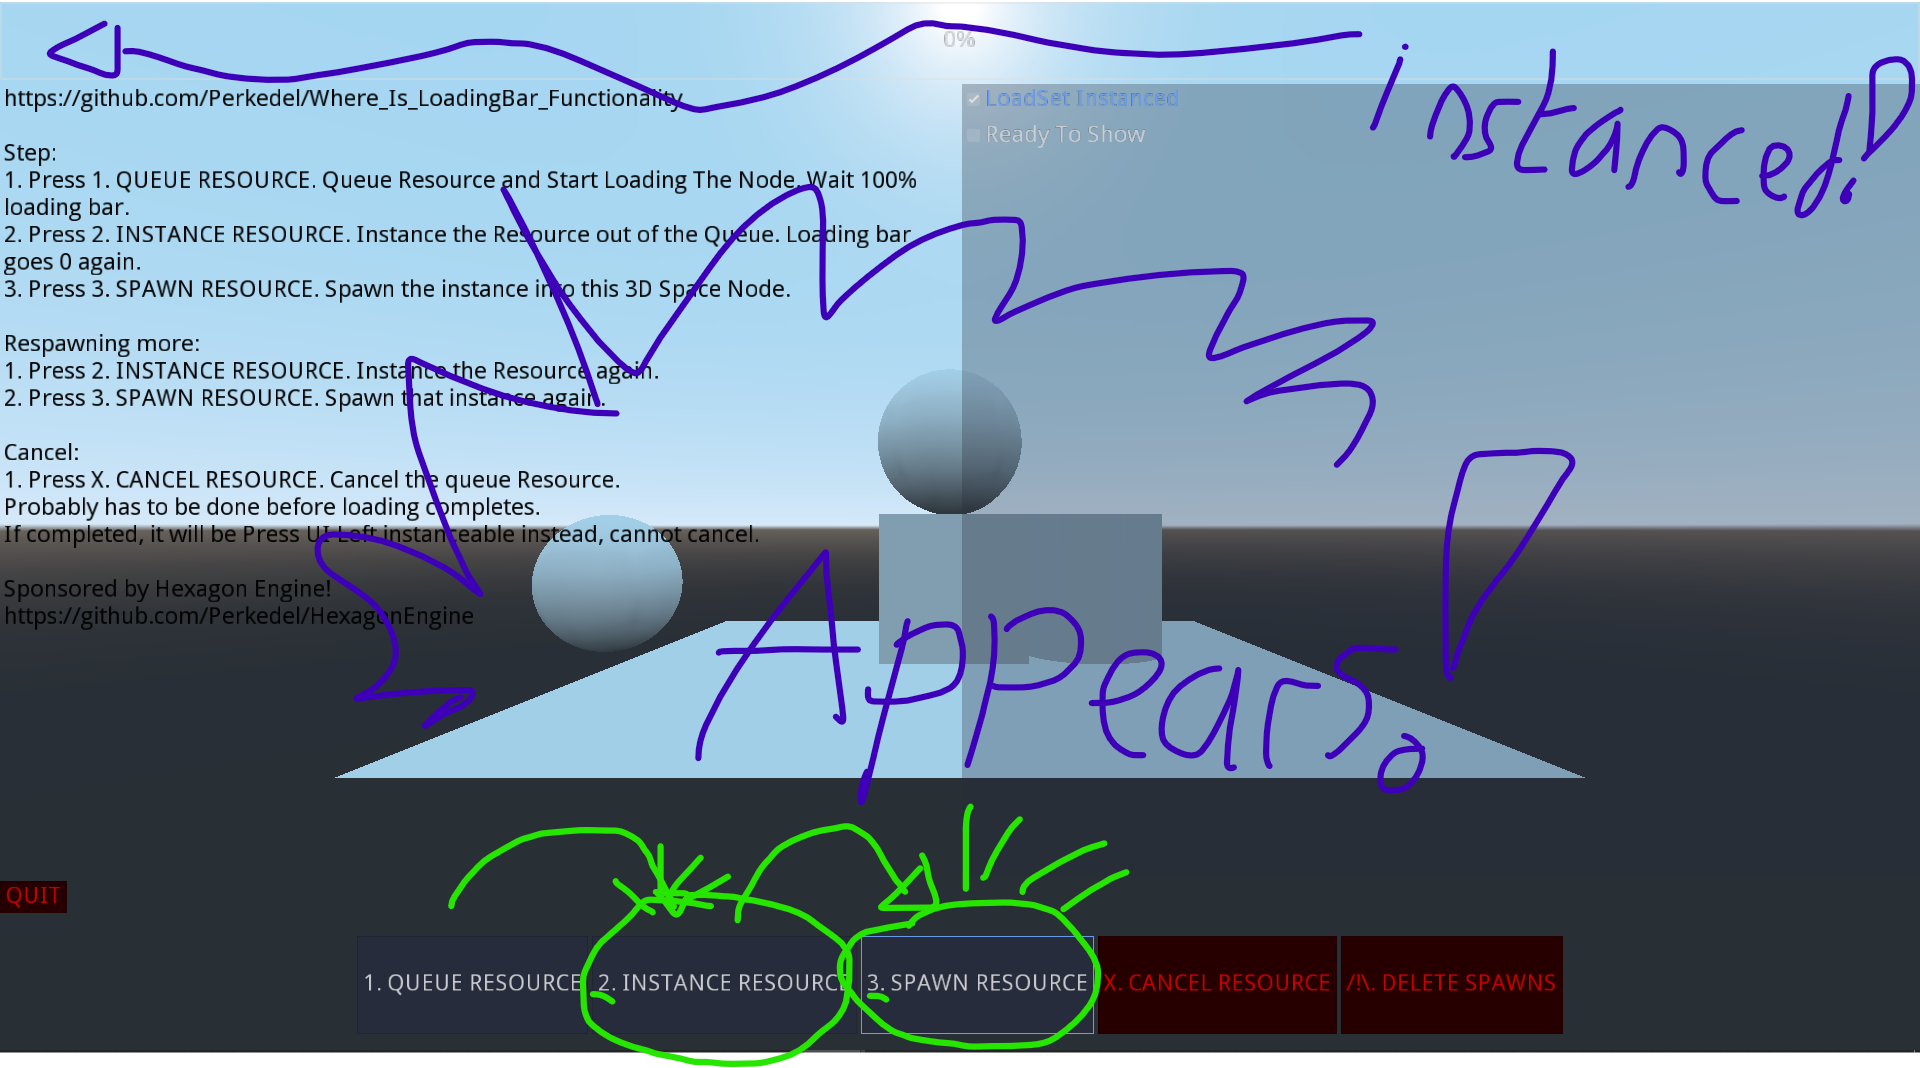 0%
instanced!
https://github.com/Perkedel/Where_Is_LoadingBar_Functionality
LoadSet Instanced
Ready To Show
Step:
1. Press 1. QUEUE RESOURCE. Queue Resource and Start Loading The Node. Wait 100%
loading bar.
2. Press 2. INSTANCE RESOURCE. Instance the Resource out of the Queue. Loading bar
goes 0 again.
3. Press 3. SPAWN RESOURCE. Spawn the instance into this 3D Space Node.
Respawning more:
1. Press 2. INSTANCE RESOURCE. Instance the Resource again.
2. Press 3. SPAWN RESOURCE. Spawn that instance again.
Cancel:
1. Press X. CANCEL RESOURCE. Cancel the queue Resource.
Probably has to be done before loading completes.
If completed, it will be Press UI Left instanceable instead, cannot cancel.
Sponsored by Hexagon Engine!
https://github.com/Perkedel/HexagonEngine
Appears!
QUIT
1. QUEUE RESOURCE
2. INSTANCE RESOURCE
3. SPAWN RESOURCE
X. CANCEL RESOURCE
/!\. DELETE SPAWNS